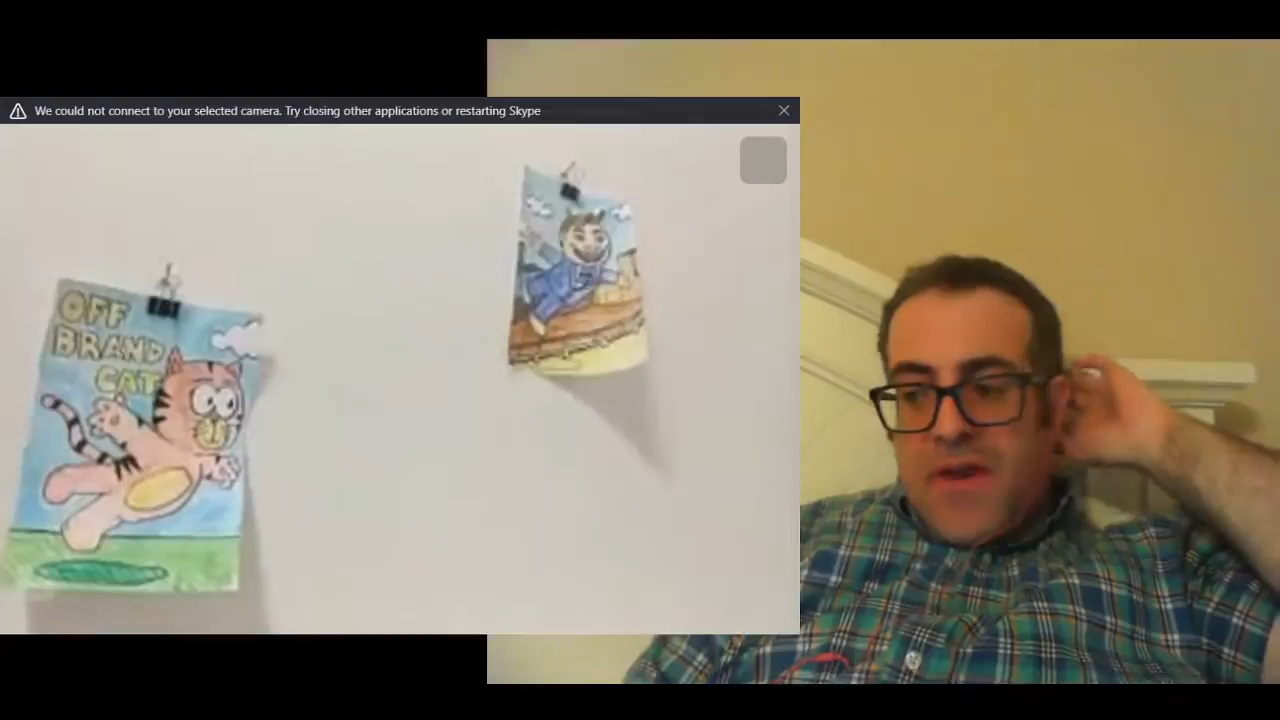 We could not connect to your selected camera. Try closing other applications or restarting Skype
OFF
BRAND
CAT